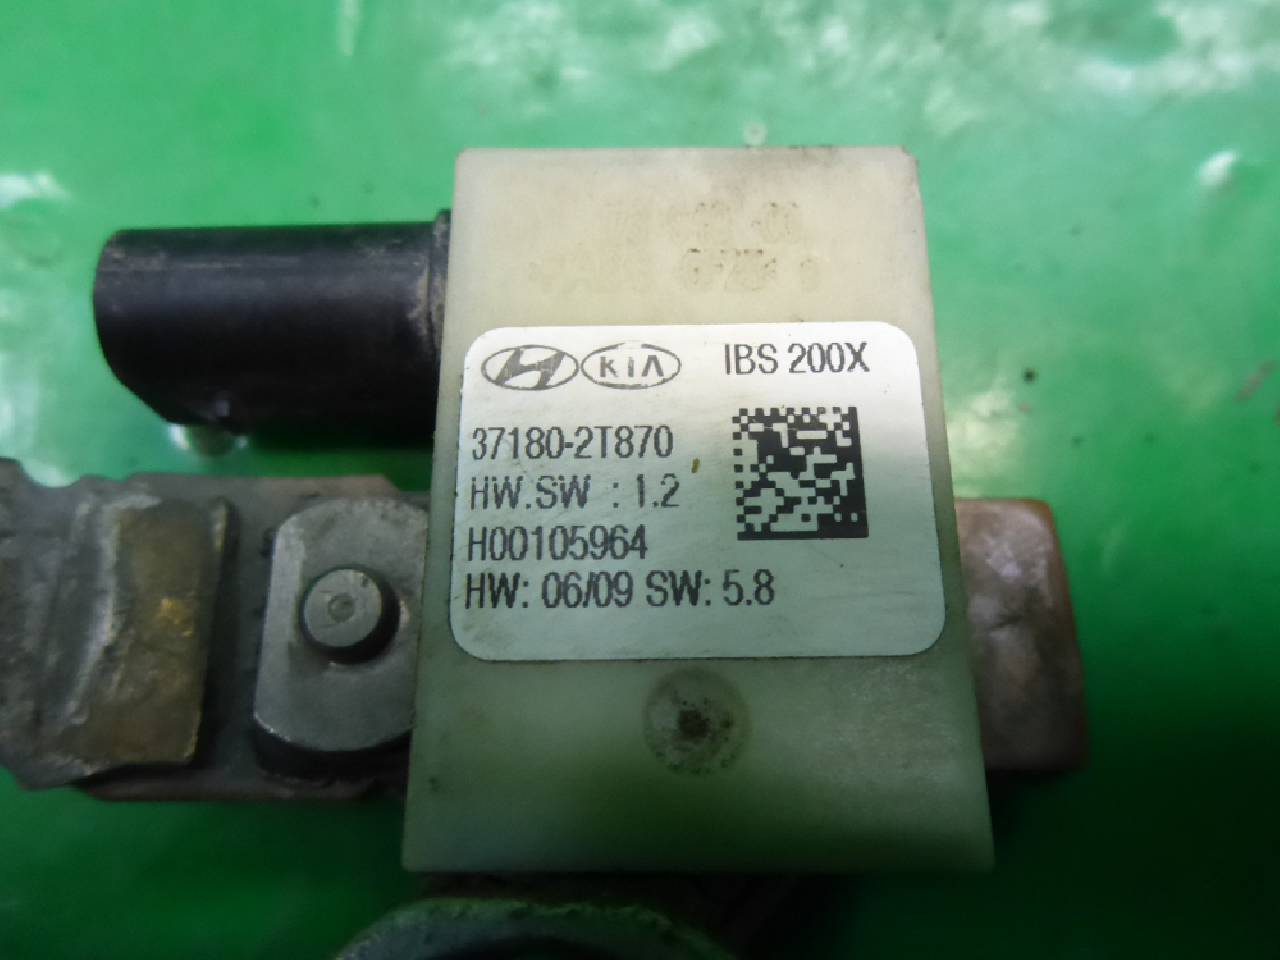 KIA IBS 200X
37180-2T870
HW.SW : 1.2
H00105964
HW: 06/09 SW: 5.8